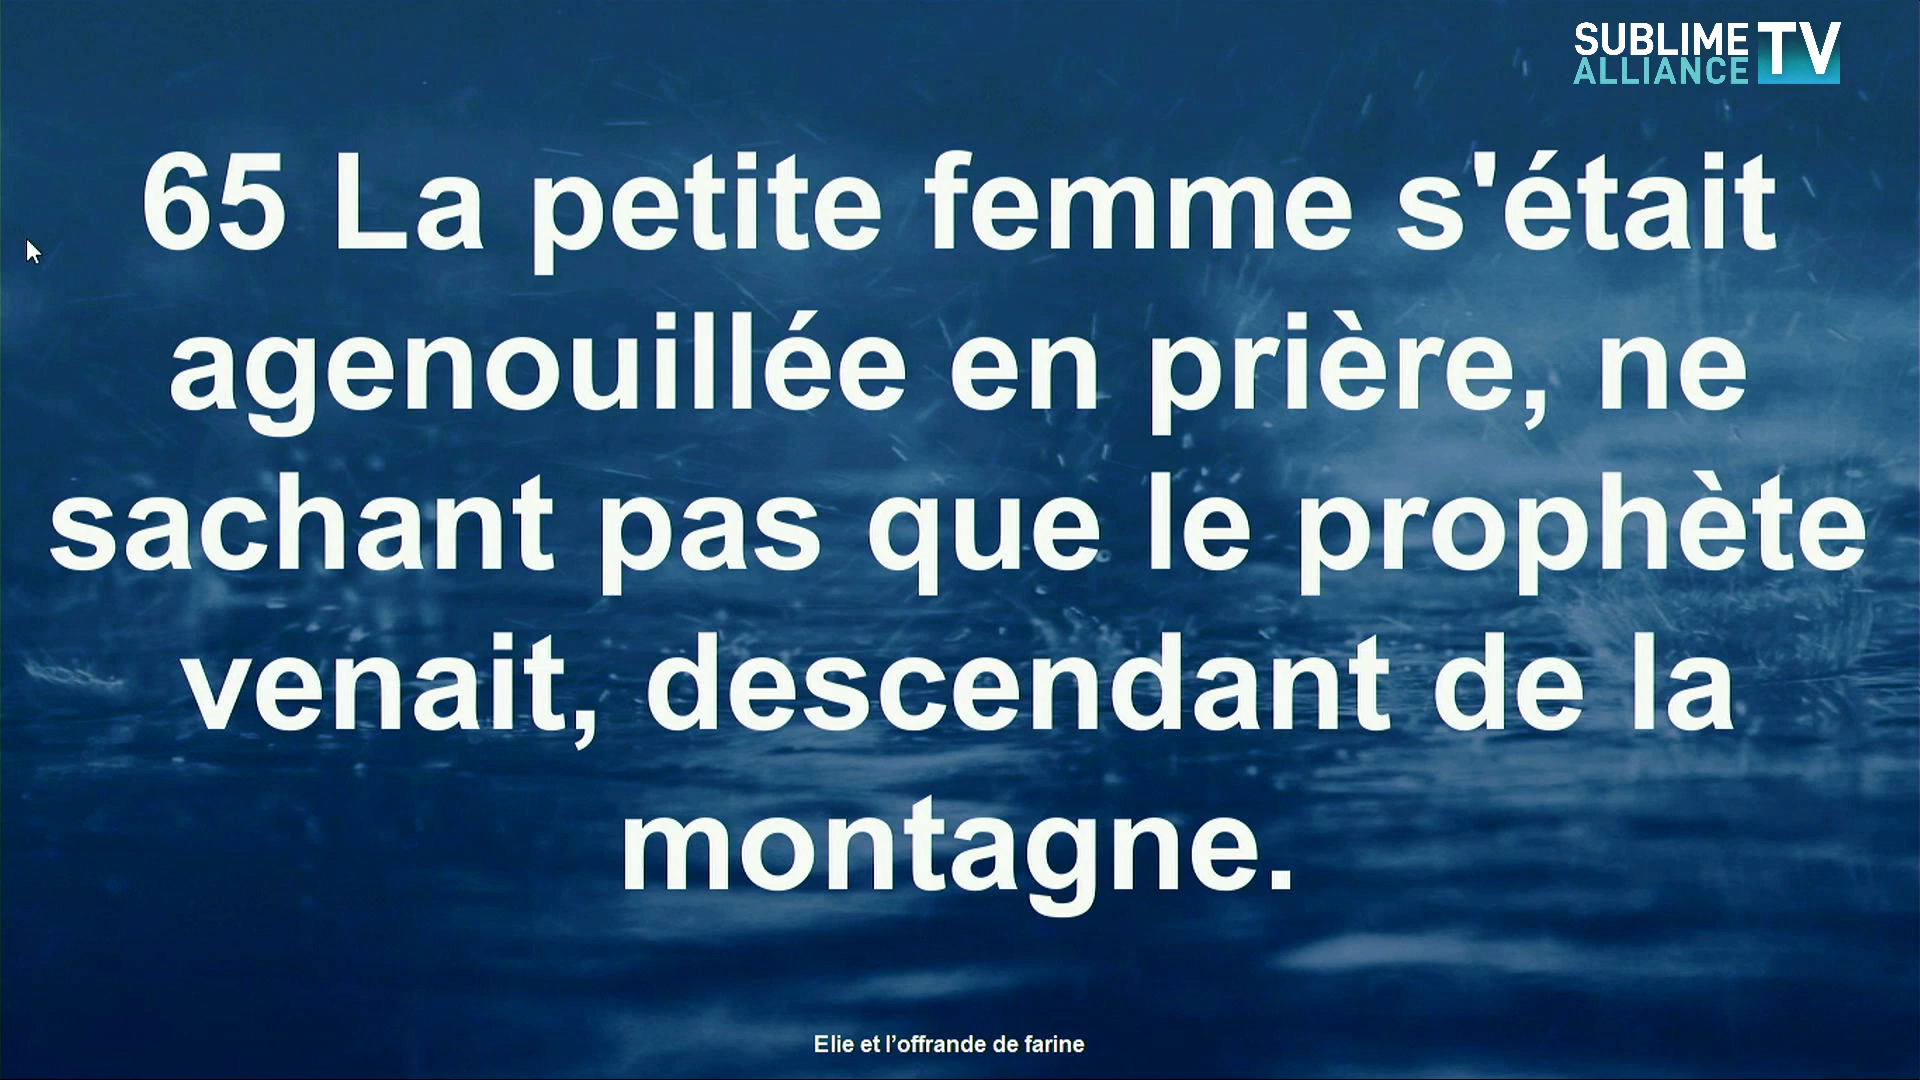 SUBLIME TV
ALLIANCE
65 La petite femme s'était
agenouillée en prière, ne
sachant pas que le prophète
venait, descendant de la
montagne.
Elie et l’offrande de farine